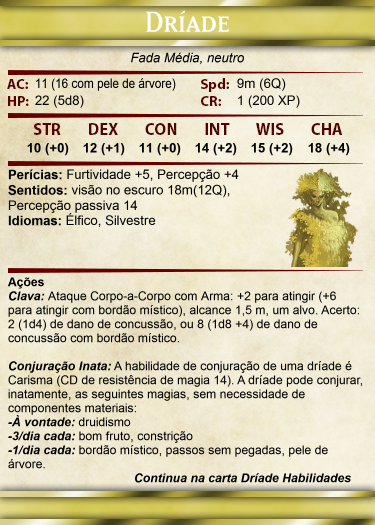 DRÍADE
Fada Média, neutro
AC: 11 (16 com pele de árvore) Spd: 9m (6Q)
HP: 22 (5d8) CR: 1 (200 XP)
STR DEX CON INT WIS CHA
10 (+0) 12 (+1) 11 (+0) 14 (+2) 15 (+2) 18 (+4)
Perícias: Furtividade +5, Percepção +4
Sentidos: visão no escuro 18m(12Q),
Percepção passiva 14
Idiomas: Élfico, Silvestre
Ações
Clava: Ataque Corpo-a-Corpo com Arma: +2 para atingir (+6
para atingir com bordão místico), alcance 1,5 m, um alvo. Acerto:
2 (1d4) de dano de concussão, ou 8 (1d8 +4) de dano de
concussão com bordão místico.
Conjuração Inata: A habilidade de conjuração de uma dríade é
Carisma (CD de resistência de magia 14). A dríade pode conjurar,
inatamente, as seguintes magias, sem necessidade de
componentes materiais:
-À vontade: druidismo
-3/dia cada: bom fruto, constrição
-1/dia cada: bordão místico, passos sem pegadas, pele de
árvore.
Continua na carta Dríade Habilidades